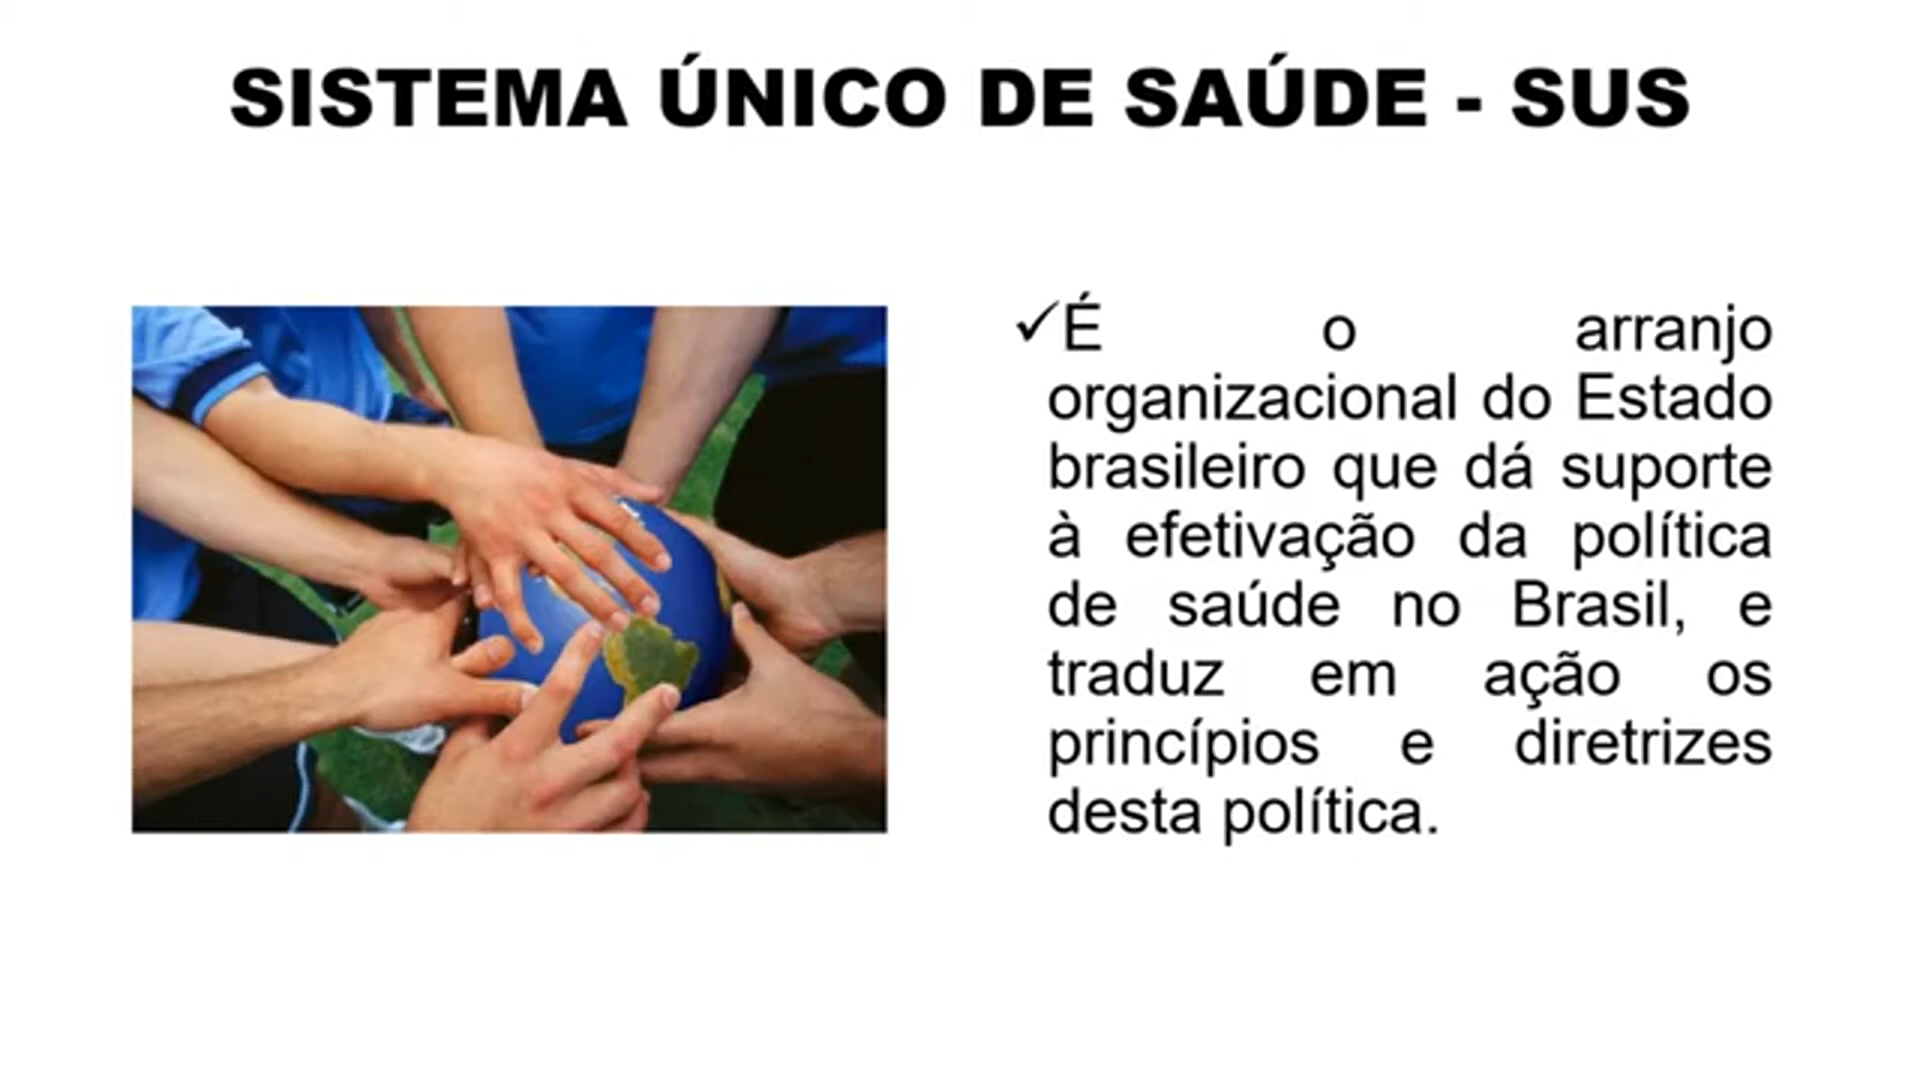 SISTEMA ÚNICO DE SAÚDE - SUS
✓É o arranjo
organizacional do Estado
brasileiro que dá suporte
à efetivação da política
de saúde no Brasil, e
traduz em ação os
princípios e diretrizes
desta política.